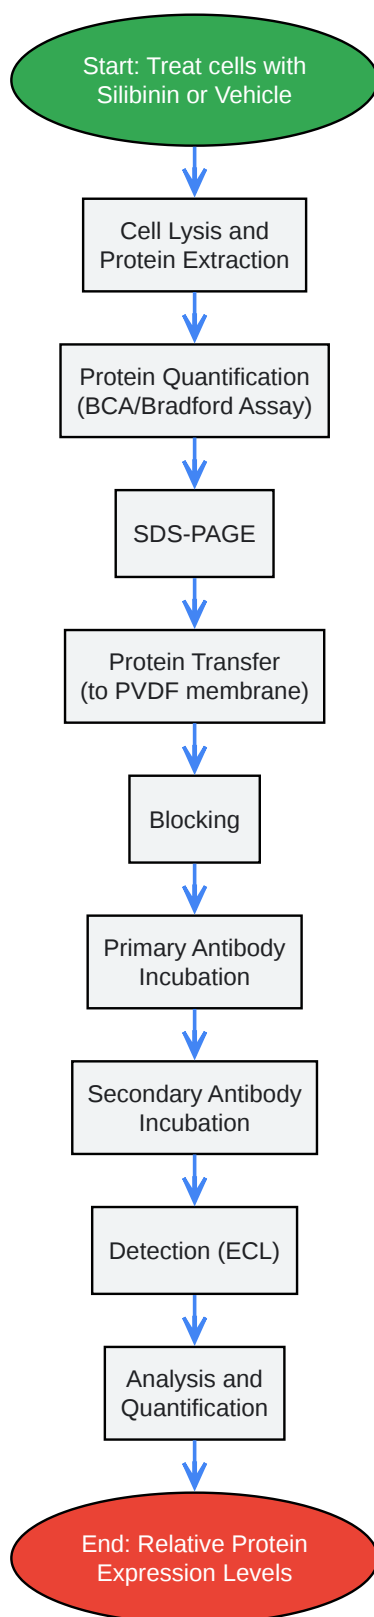 Start: Treat cells with
Silibinin or Vehicle
Cell Lysis and
Protein Extraction
Protein Quantification
(BCA/Bradford Assay)
SDS-PAGE
Protein Transfer
(to PVDF membrane)
Blocking
Primary Antibody
Incubation
Secondary Antibody
Incubation
Detection (ECL)
Analysis and
Quantification
End: Relative Protein
Expression Levels